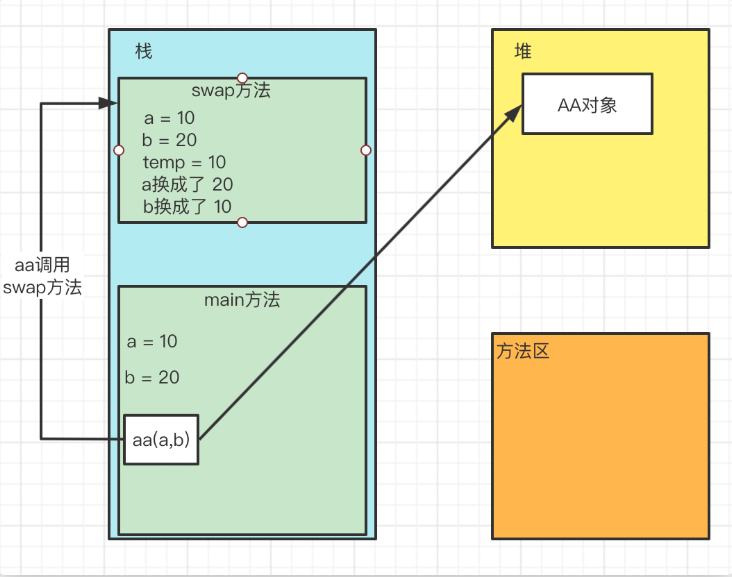 栈
swap方法
a = 10
b = 20
temp = 10
a换成了 20
b换成了 10
aa调用
swap方法
main方法
a = 10
b = 20
aa(a,b)
堆
AA对象
方法区